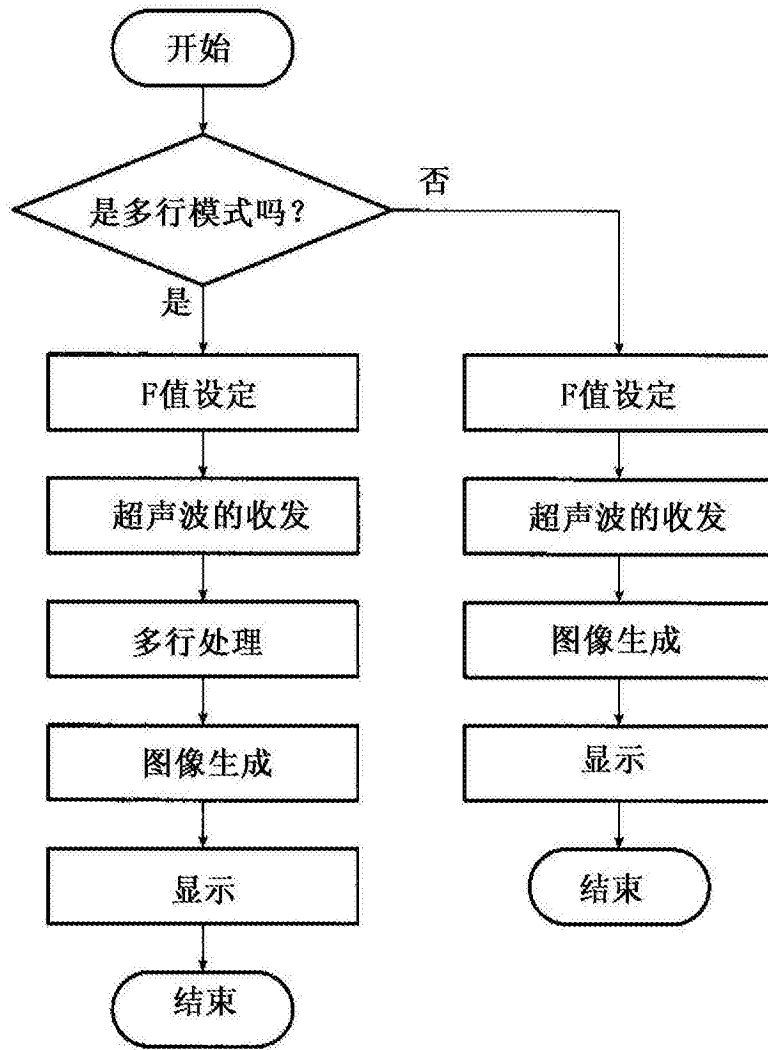 开始
是多行模式吗？
否
是
F值设定
超声波的收发
多行处理
图像生成
显示
结束
F值设定
超声波的收发
图像生成
显示
结束